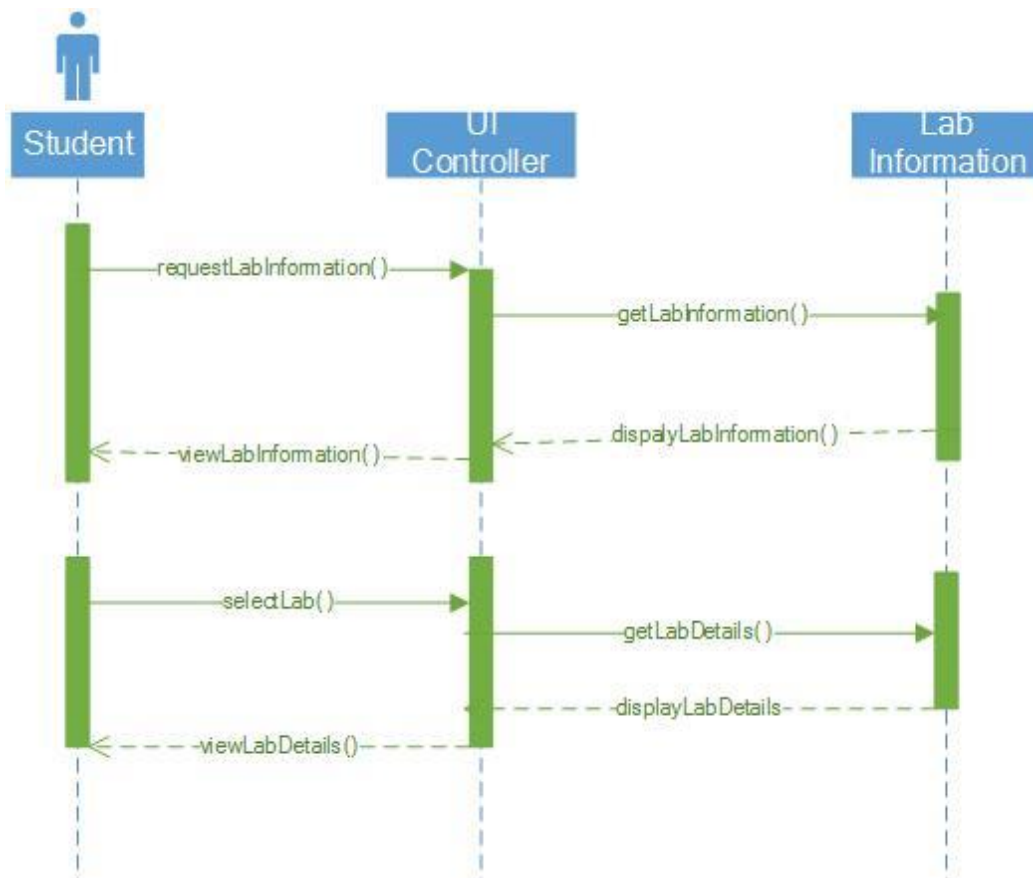 Student
UI
Controller
Lab
Information
requestLabInformation()
getLabInformation()
dispalyLabInformation()
viewLabInformation()
selectLab()
getLabDetails()
displayLabDetails
viewLabDetails()